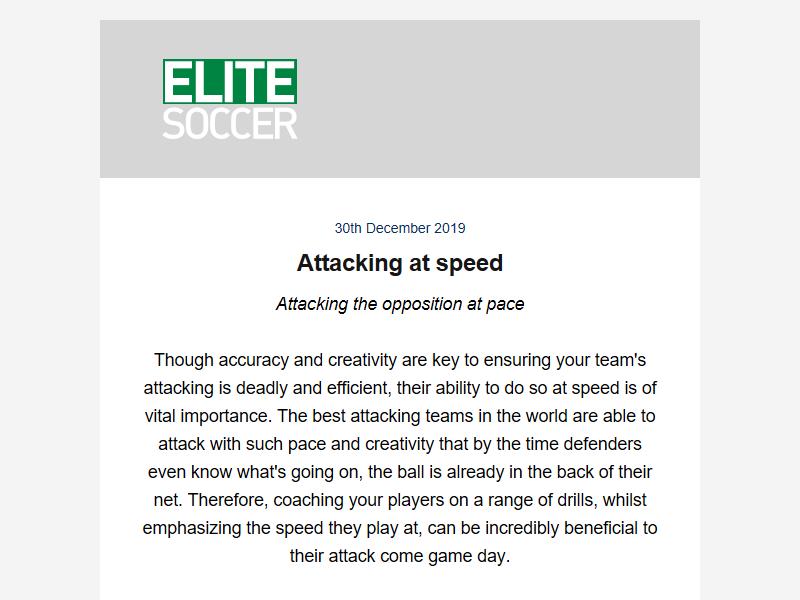 ELITE
SOCCER
30th December 2019
Attacking at speed
Attacking the opposition at pace
Though accuracy and creativity are key to ensuring your team's
attacking is deadly and efficient, their ability to do so at speed is of
vital importance. The best attacking teams in the world are able to
attack with such pace and creativity that by the time defenders
even know what's going on, the ball is already in the back of their
net. Therefore, coaching your players on a range of drills, whilst
emphasizing the speed they play at, can be incredibly beneficial to
their attack come game day.